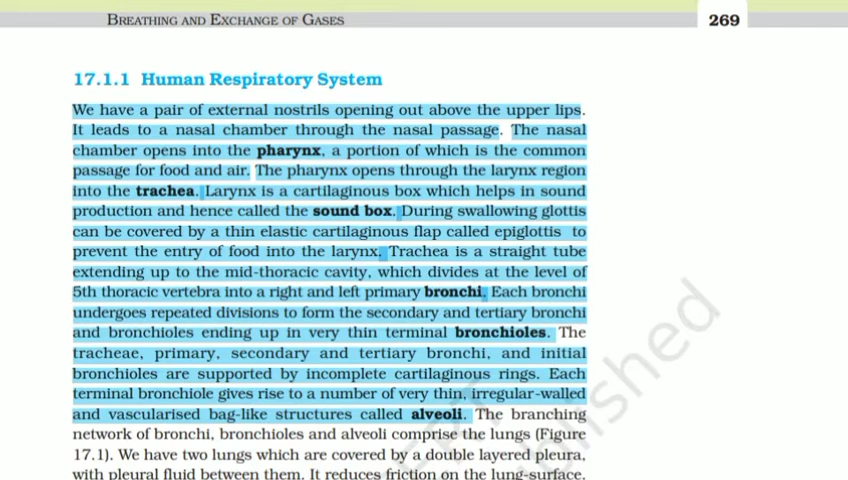 BREATHING AND EXCHANGE OF GASES
269
17.1.1 Human Respiratory System
We have a pair of external nostrils opening out above the upper lips.
It leads to a nasal chamber through the nasal passage. The nasal
chamber opens into the pharynx, a portion of which is the common
passage for food and air. The pharynx opens through the larynx region
into the trachea. Larynx is a cartilaginous box which helps in sound
production and hence called the sound box. During swallowing glottis
can be covered by a thin elastic cartilaginous flap called epiglottis to
prevent the entry of food into the larynx. Trachea is a straight tube
extending up to the mid-thoracic cavity, which divides at the level of
5th thoracic vertebra into a right and left primary bronchi. Each bronchi
undergoes repeated divisions to form the secondary and tertiary bronchi
and bronchioles ending up in very thin terminal bronchioles. The
tracheae, primary, secondary and tertiary bronchi, and initial
bronchioles are supported by incomplete cartilaginous rings. Each
terminal bronchiole gives rise to a number of very thin, irregular-walled
and vascularised bag-like structures called alveoli. The branching
network of bronchi, bronchioles and alveoli comprise the lungs (Figure
17.1). We have two lungs which are covered by a double layered pleura,
with pleural fluid between them. It reduces friction on the lung-surface.